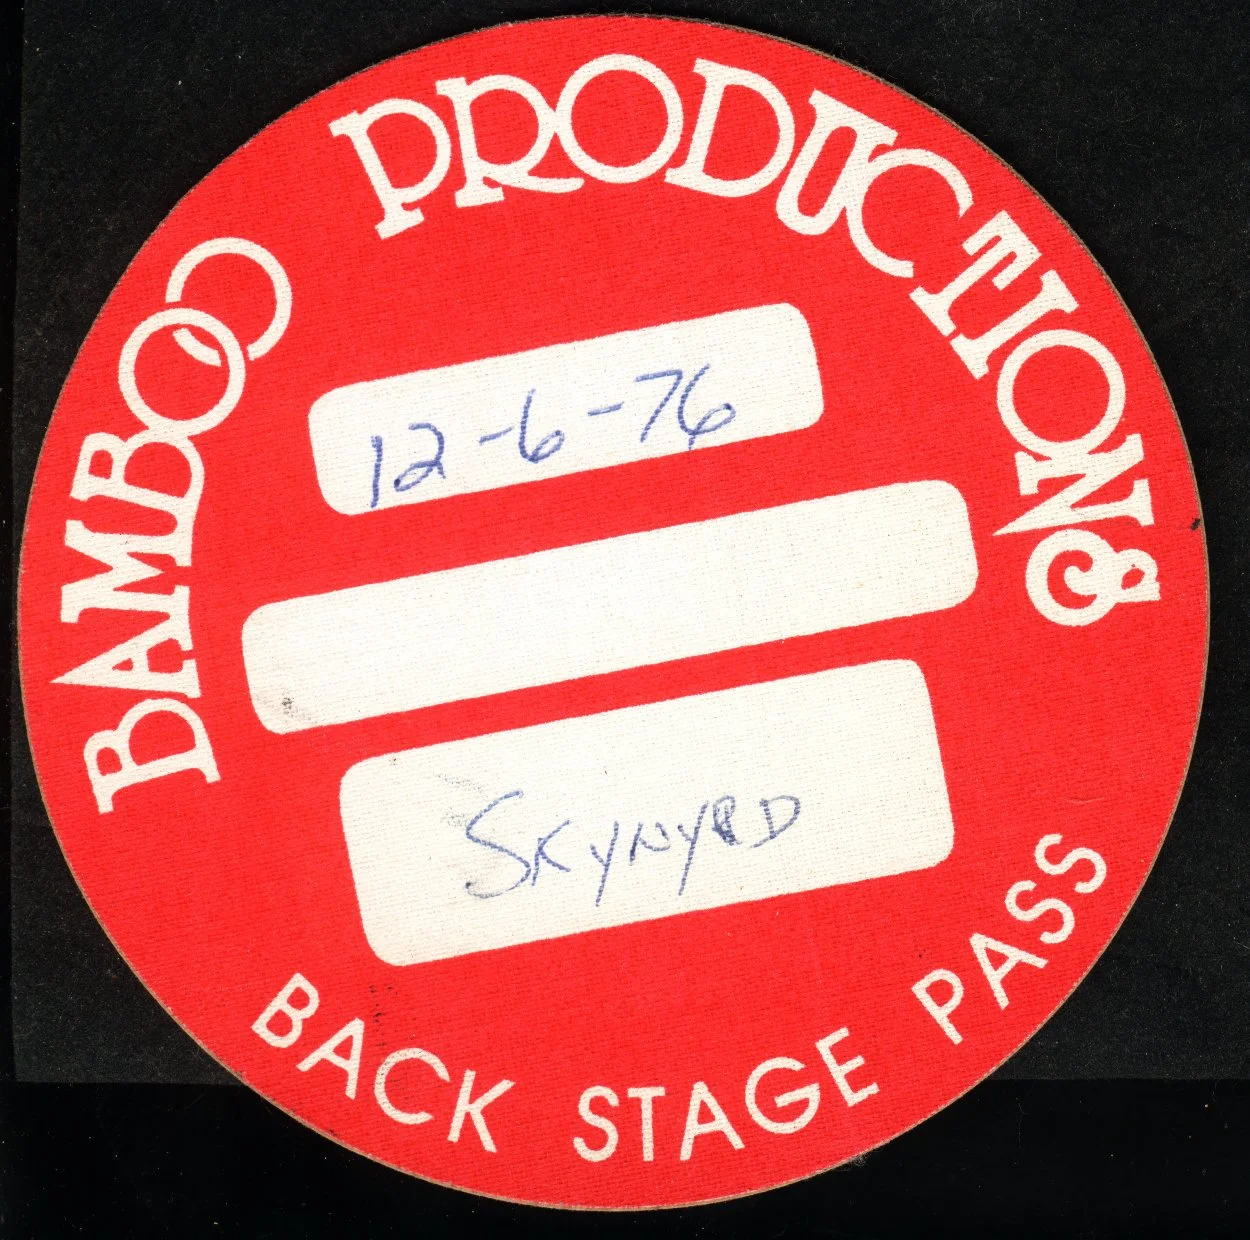 BAMBOO PRODUCTIONS
12-6-76
SKYNYRD
BACK STAGE PASS